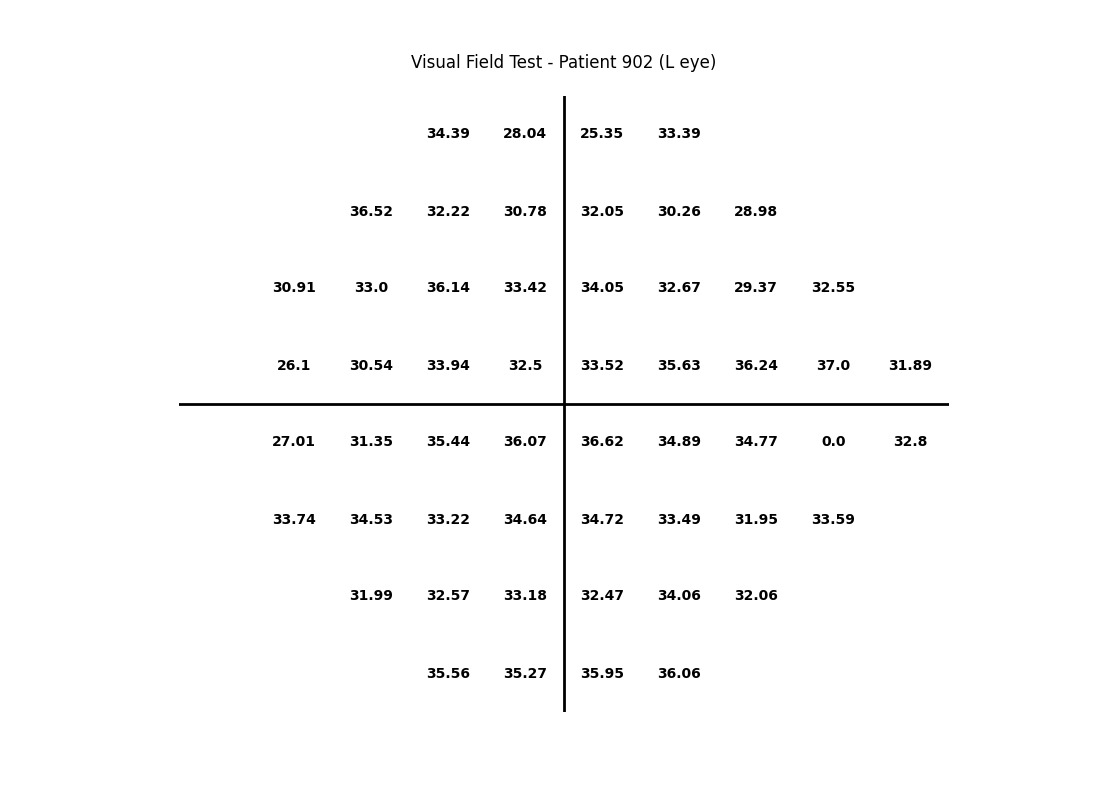 Visual Field Test - Patient 902 (L eye)
34.39 28.04 25.35 33.39
36.52 32.22 30.78 32.05 30.26 28.98
30.91 33.0 36.14 33.42 34.05 32.67 29.37 32.55
26.1 30.54 33.94 32.5 33.52 35.63 36.24 37.0 31.89
27.01 31.35 35.44 36.07 36.62 34.89 34.77 0.0 32.8
33.74 34.53 33.22 34.64 34.72 33.49 31.95 33.59
31.99 32.57 33.18 32.47 34.06 32.06
35.56 35.27 35.95 36.06